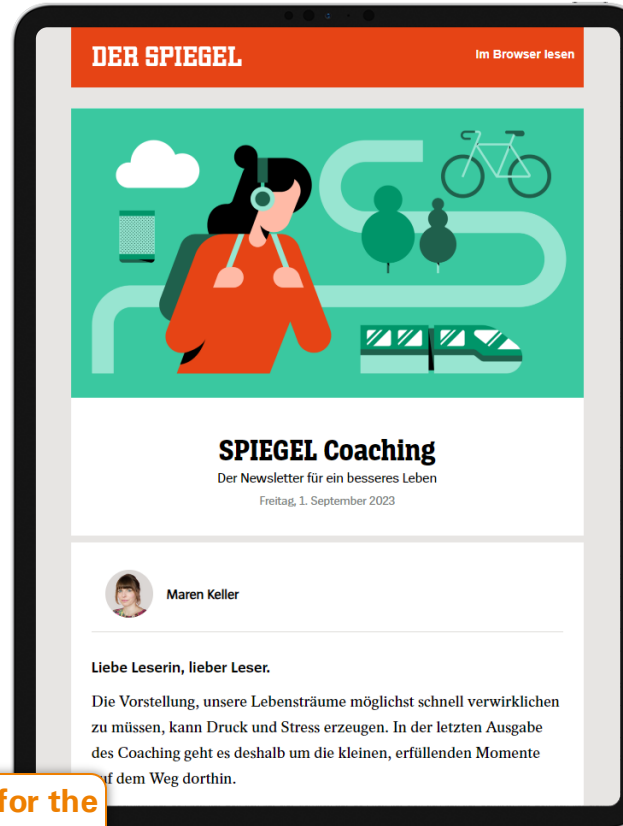 DER SPIEGEL
Im Browser lesen
SPIEGEL Coaching
Der Newsletter für ein besseres Leben
Freitag, 1. September 2023
Maren Keller
Liebe Leserin, lieber Leser.
Die Vorstellung, unsere Lebensträume möglichst schnell verwirklichen
zu müssen, kann Druck und Stress erzeugen. In der letzten Ausgabe
des Coaching geht es deshalb um die kleinen, erfüllenden Momente
auf dem Weg dorthin.
for the